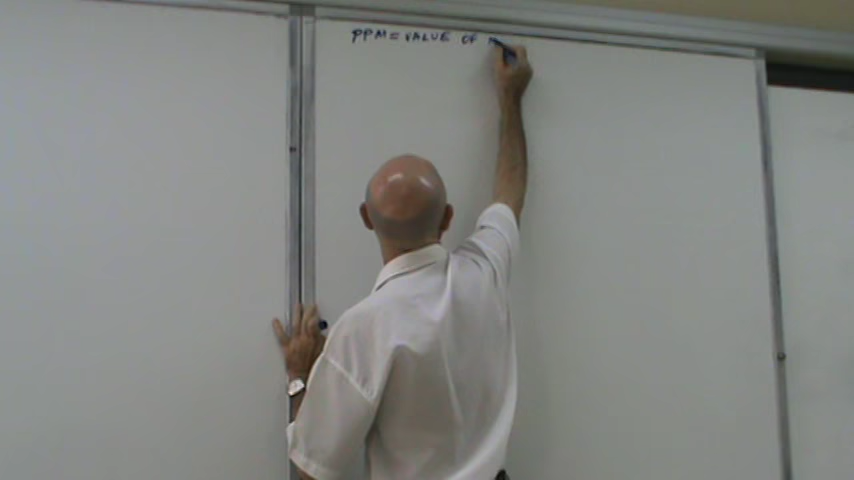 PPM = VALUE OF